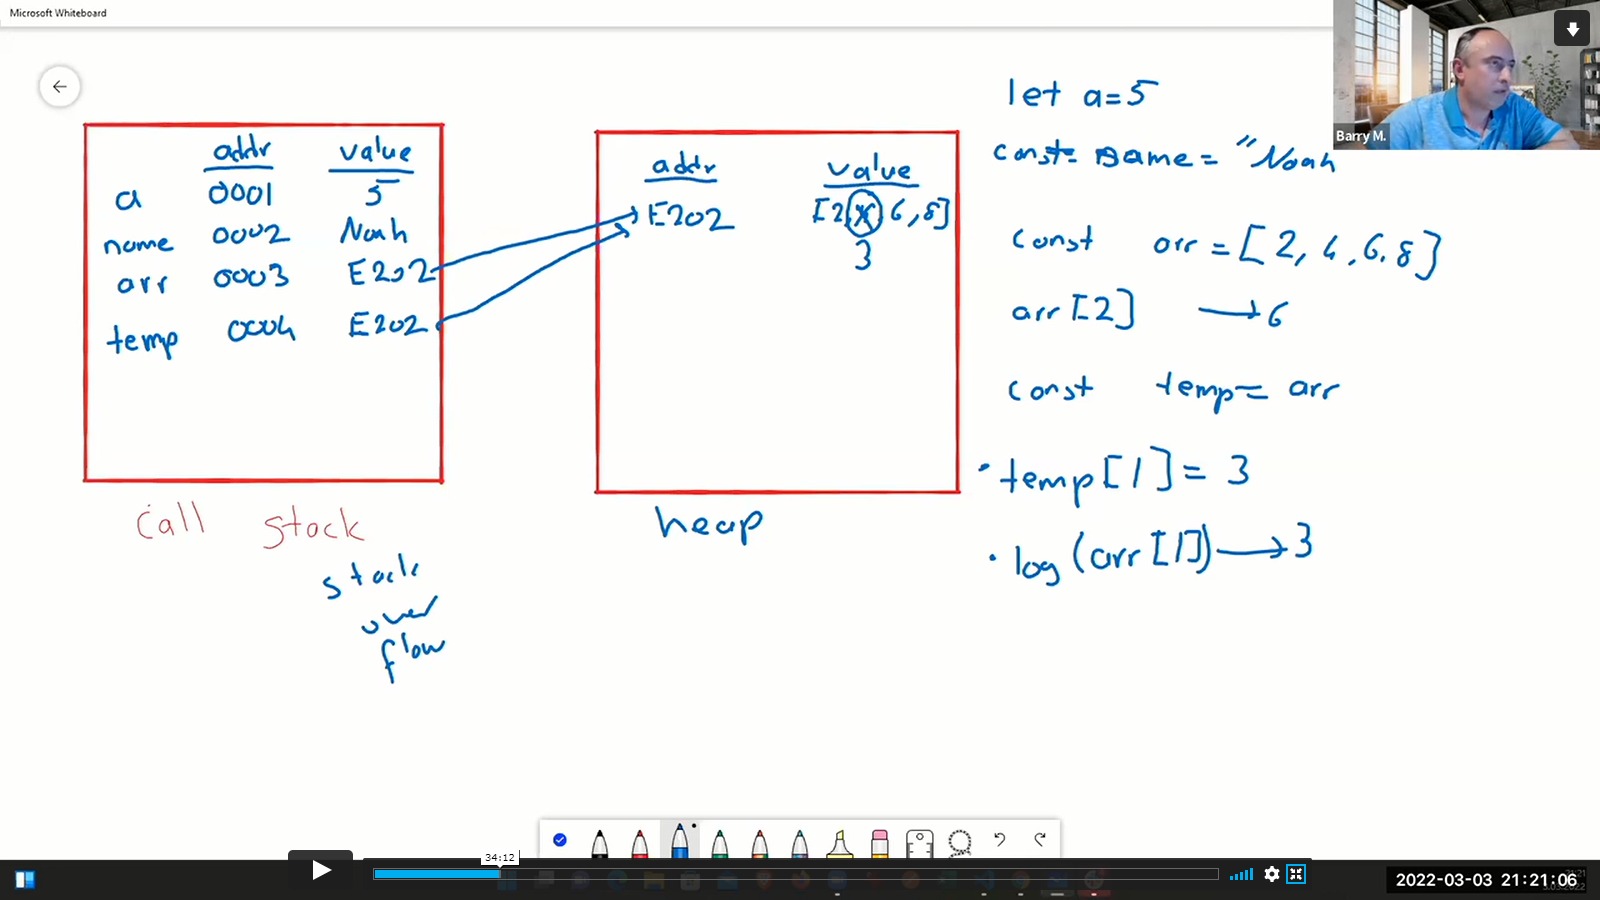 Microsoft Whiteboard
addr value
a 0001 5
name 0002 Noah
arr 0003 E202
temp 0004 E202
call stack
stack
over
flow
addr value
E202 [2, 4, 6, 8]
3
heap
let a=5
const name = "Noah
const arr = [2, 4, 6, 8]
arr[2] → 6
const temp = arr
• temp[1] = 3
• log(arr[1]) → 3
Barry M.
34:12
2022-03-03 21:21:06